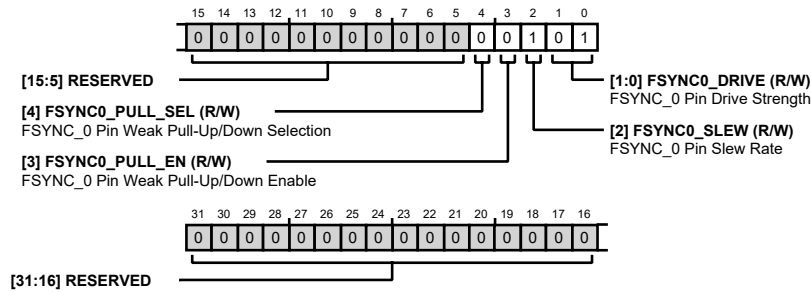 15 14 13 12 11 10 9 8 7 6 5 4 3 2 1 0
0 0 0 0 0 0 0 0 0 0 0 0 0 1 0 1
[15:5] RESERVED
[1:0] FSYNC0_DRIVE (R/W)
FSYNC_0 Pin Drive Strength
[4] FSYNC0_PULL_SEL (R/W)
FSYNC_0 Pin Weak Pull-Up/Down Selection
[2] FSYNC0_SLEW (R/W)
FSYNC_0 Pin Slew Rate
[3] FSYNC0_PULL_EN (R/W)
FSYNC_0 Pin Weak Pull-Up/Down Enable
31 30 29 28 27 26 25 24 23 22 21 20 19 18 17 16
0 0 0 0 0 0 0 0 0 0 0 0 0 0 0 0
[31:16] RESERVED